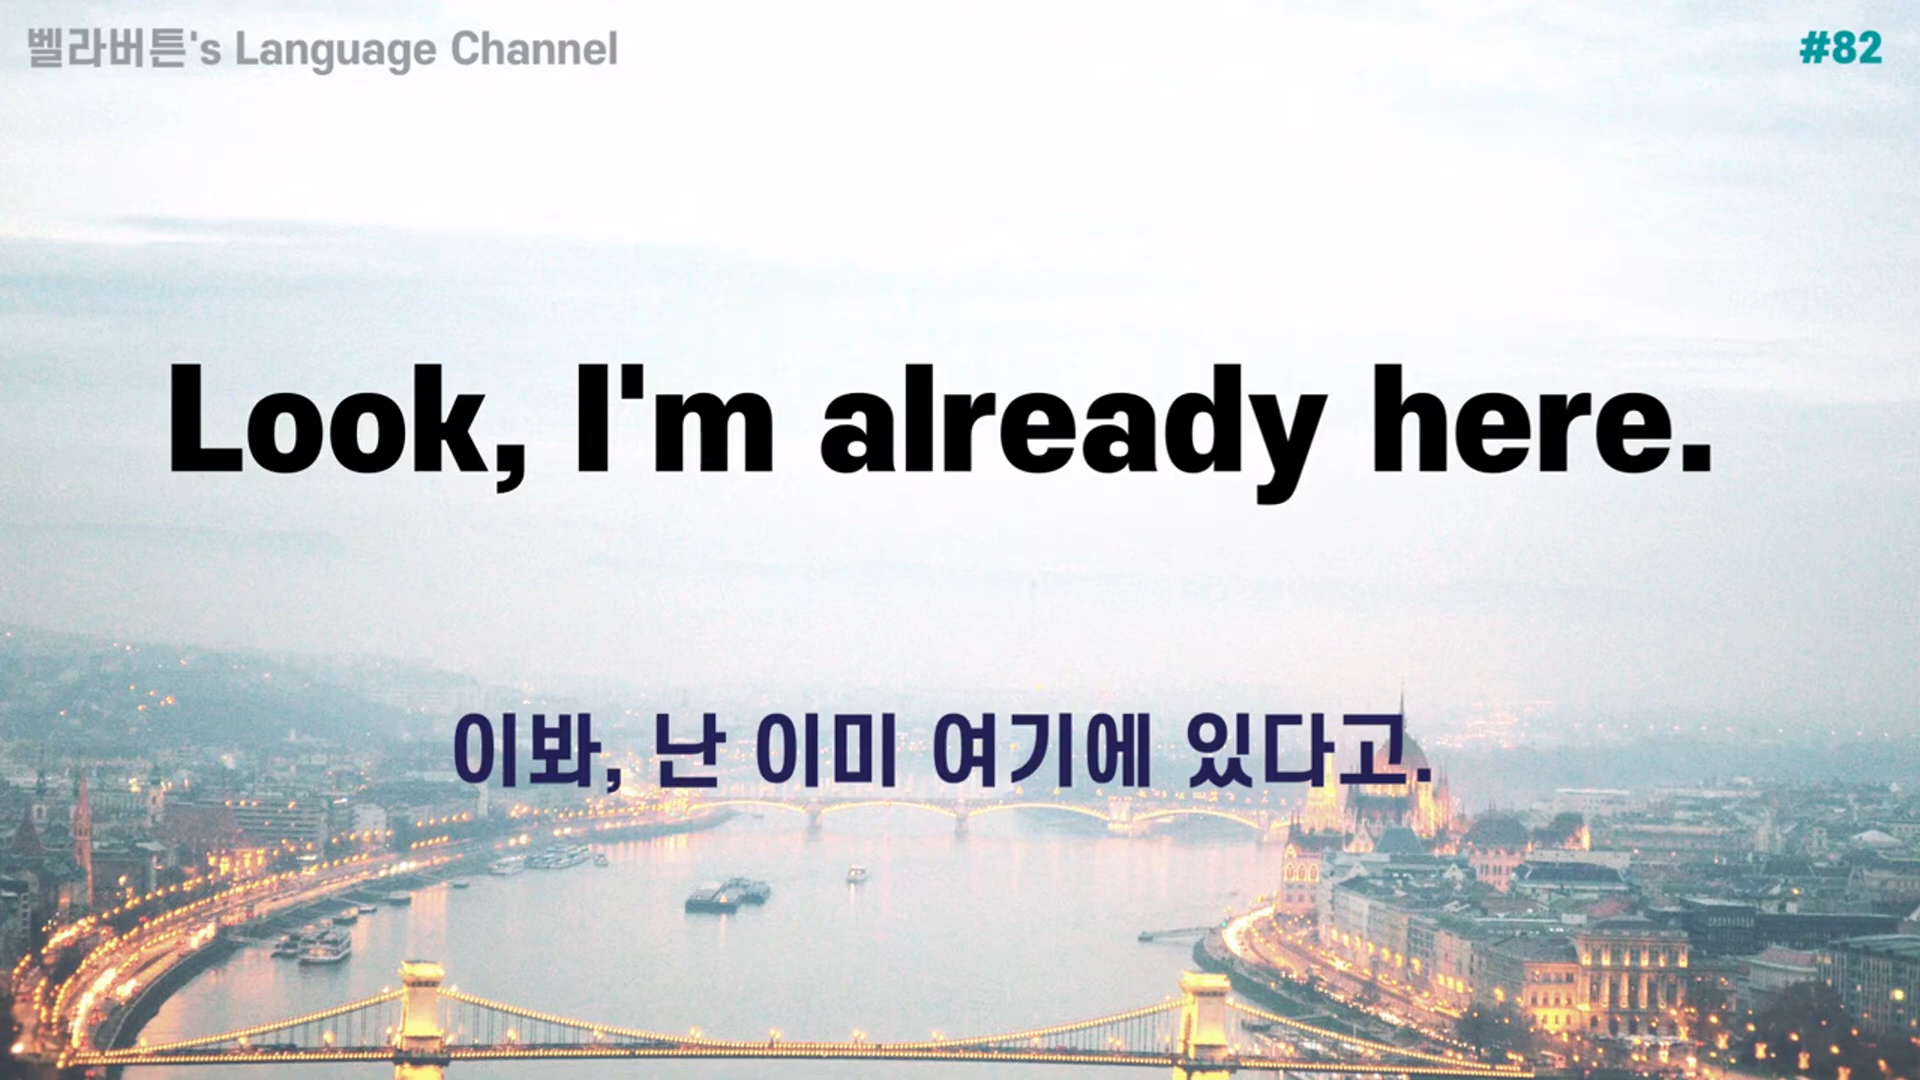 벨라버튼's Language Channel
#82
Look, I'm already here.
이봐, 난 이미 여기에 있다고.